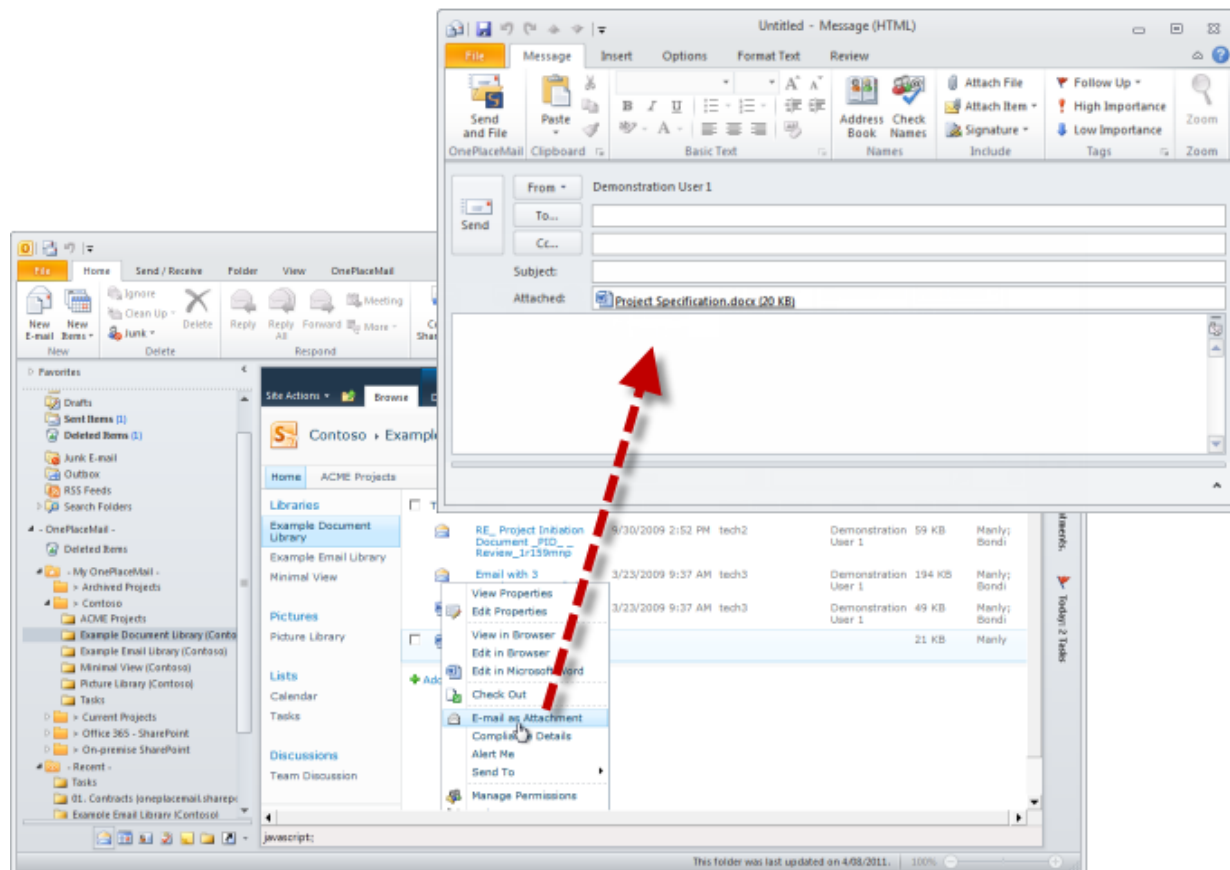 Untitled - Message (HTML)
File Message Insert Options Format Text Review
Send and File
Paste
B I U
Address Book
Check Names
Attach File
Attach Item
Signature
Follow Up
High Importance
Low Importance
Zoom
OnePlaceMail Clipboard Basic Text Names Include Tags Zoom
Send
From Demonstration User 1
To...
Cc...
Subject:
Attached: Project Specification.docx (20 KB)
File Home Send / Receive Folder View OnePlaceMail
New E-mail
New Items
Ignore
Clean Up
Junk
Delete
Reply
Reply All
Forward
Meeting
More
New Delete Respond
Favorites
Drafts
Sent Items (1)
Deleted Items (1)
Junk E-mail
Outbox
RSS Feeds
Search Folders
- OnePlaceMail -
Deleted Items
- My OnePlaceMail -
> Archived Projects
> Contoso
ACME Projects
Example Document Library (Conto
Example Email Library (Contoso)
Minimal View (Contoso)
Picture Library (Contoso)
Tasks
> Current Projects
> Office 365 - SharePoint
> On-premise SharePoint
- Recent -
Tasks
01. Contracts (oneplacemail.sharep
Example Email Library (Contoso)
Site Actions Browse
Contoso › Exampl
Home ACME Projects
Libraries
Example Document
Library
Example Email Library
Minimal View
Pictures
Picture Library
Lists
Calendar
Tasks
Discussions
Team Discussion
RE_ Project Initiation 9/30/2009 2:52 PM tech2 Demonstration 59 KB Manly;
Document _PID_ _ User 1 Bondi
Review_1r159mnp
Email with 3 3/23/2009 9:37 AM tech3 Demonstration 194 KB Manly;
User 1 Bondi
3/23/2009 9:37 AM tech3 Demonstration 49 KB Manly;
User 1 Bondi
21 KB Manly
Add
View Properties
Edit Properties
View in Browser
Edit in Browser
Edit in Microsoft Word
Check Out
E-mail as Attachment
Compliance Details
Alert Me
Send To
Manage Permissions
javascript:;
Today: 2 Tasks
This folder was last updated on 4/08/2011. 100%